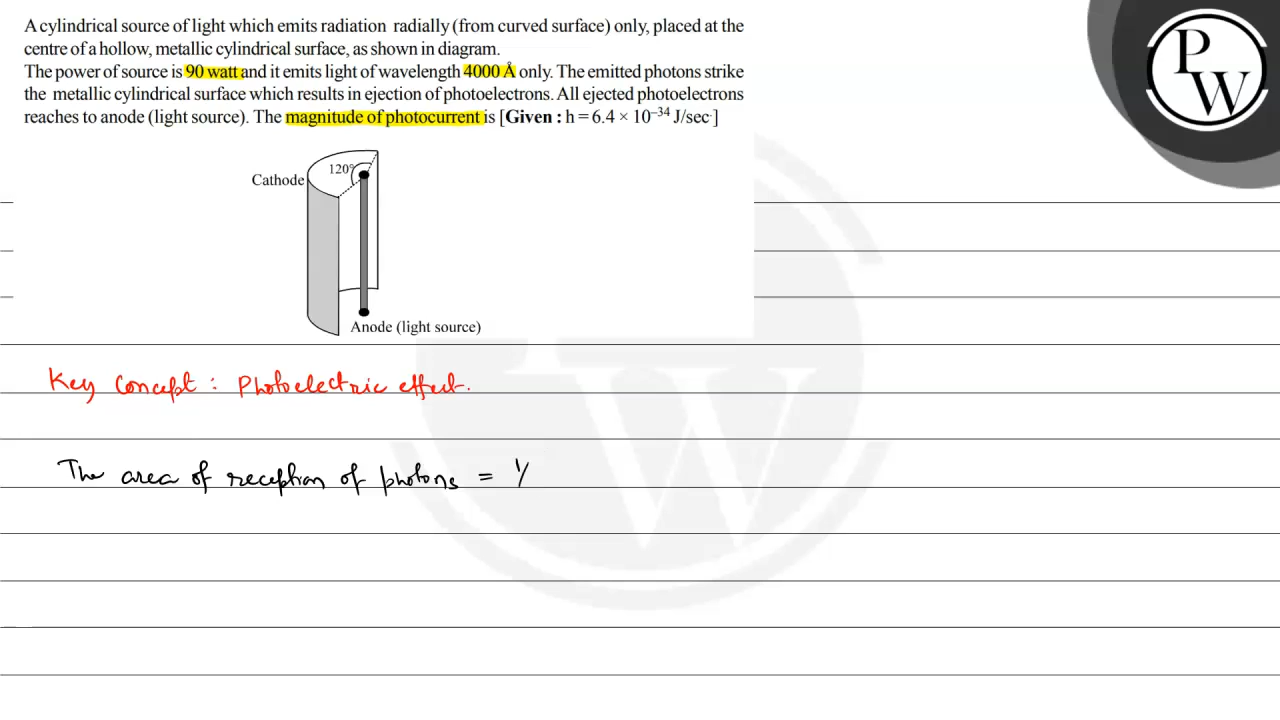 A cylindrical source of light which emits radiation radially (from curved surface) only, placed at the
centre of a hollow, metallic cylindrical surface, as shown in diagram.
The power of source is 90 watt and it emits light of wavelength 4000 Å only. The emitted photons strike
the metallic cylindrical surface which results in ejection of photoelectrons. All ejected photoelectrons
reaches to anode (light source). The magnitude of photocurrent is [Given : h = 6.4 × 10⁻³⁴ J/sec.]
120°
Cathode
Anode (light source)
Key Concept : Photoelectric effect.
The area of reception of photons = 1/
P
W